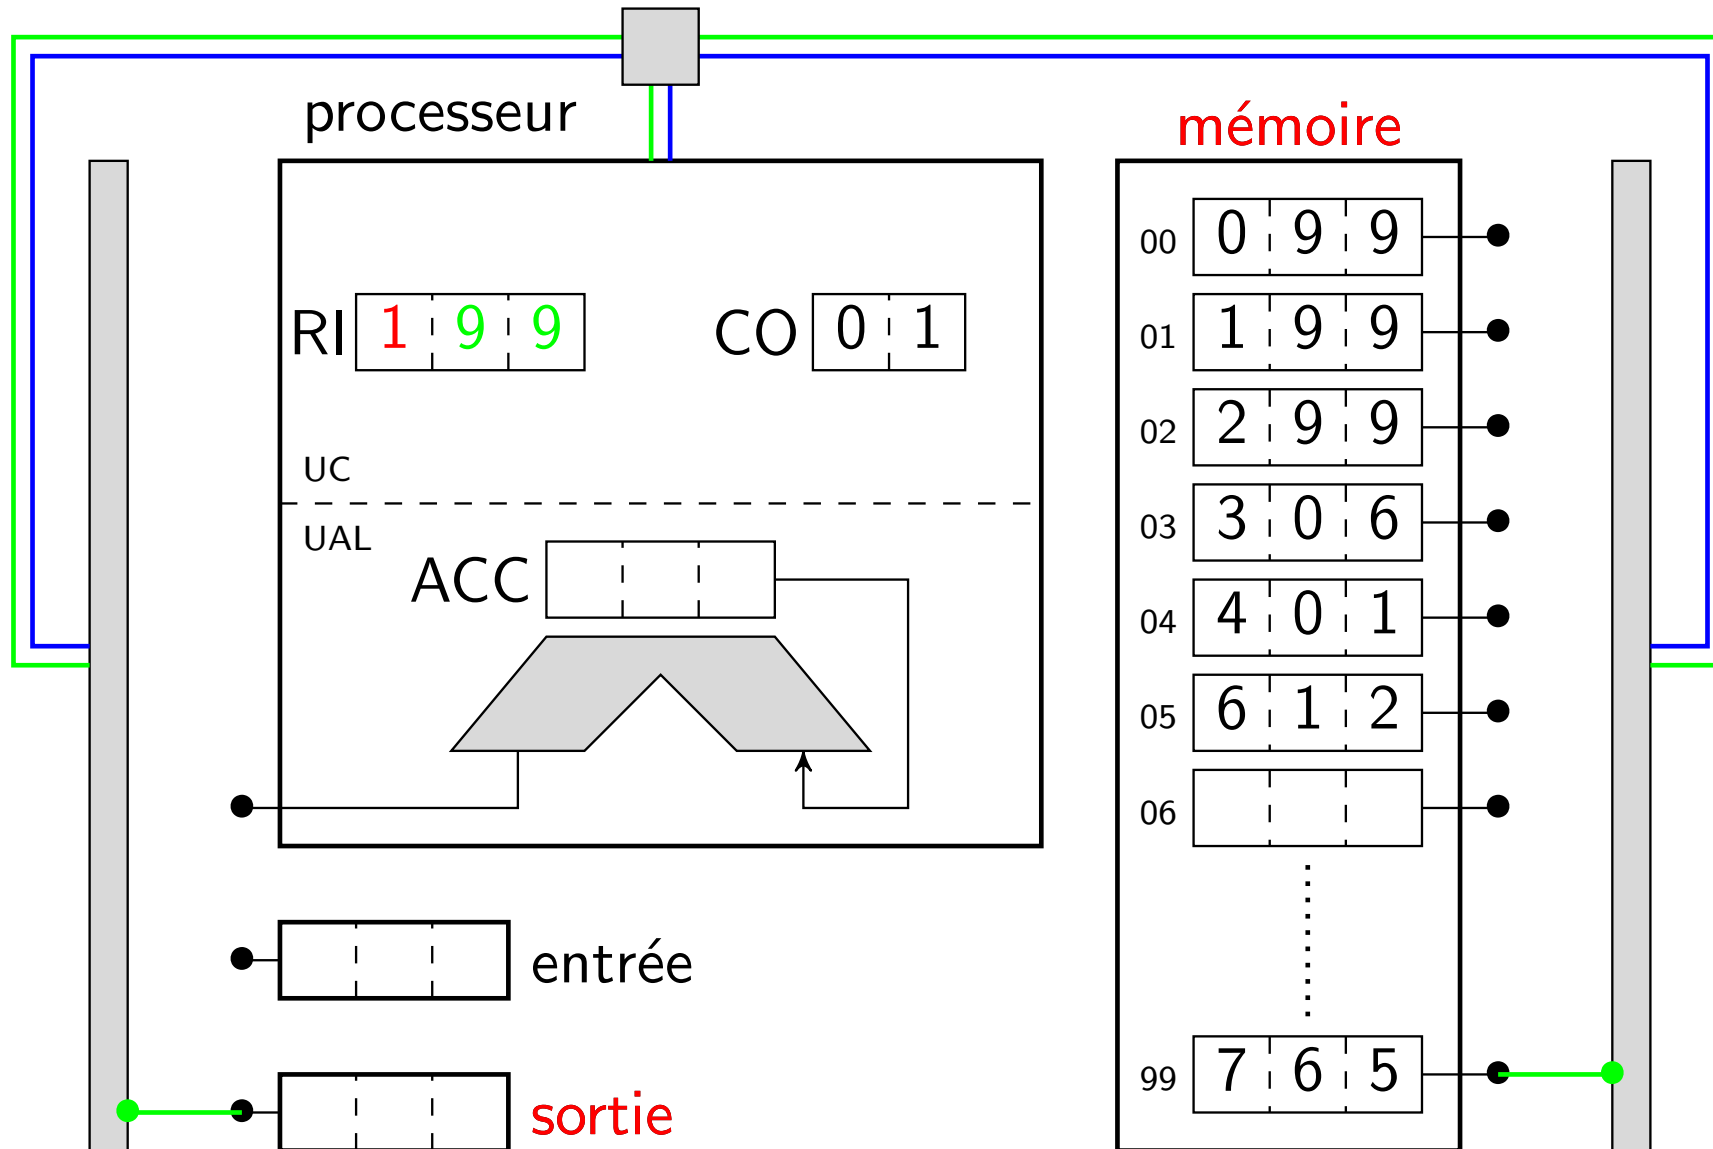 processeur
mémoire
00 0 9 9
RI 1 9 9
CO 0 1
01 1 9 9
02 2 9 9
UC
03 3 0 6
UAL
ACC
04 4 0 1
05 6 1 2
06
entrée
99 7 6 5
sortie